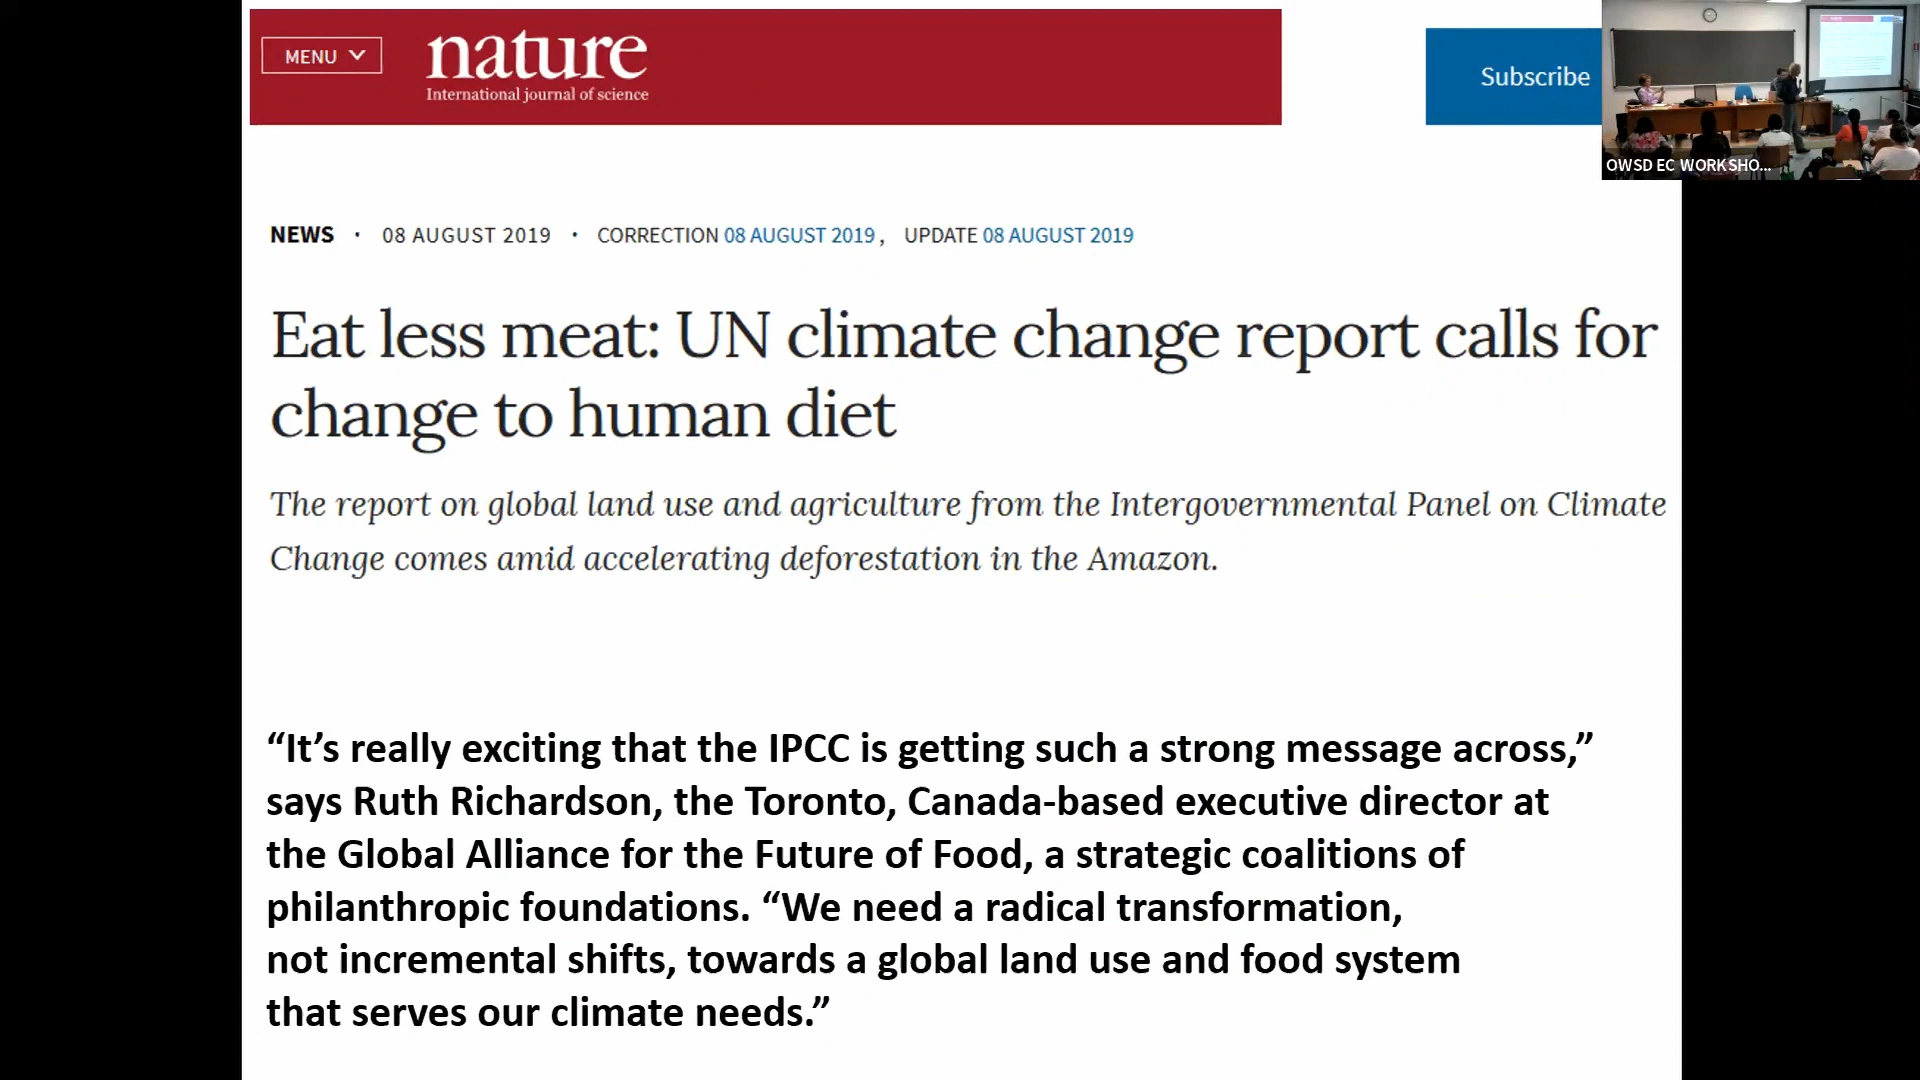 MENU
nature
International journal of science
Subscribe
OWSD EC WORKSHO...
NEWS · 08 AUGUST 2019 · CORRECTION 08 AUGUST 2019 , UPDATE 08 AUGUST 2019
Eat less meat: UN climate change report calls for
change to human diet
The report on global land use and agriculture from the Intergovernmental Panel on Climate
Change comes amid accelerating deforestation in the Amazon.
“It’s really exciting that the IPCC is getting such a strong message across,”
says Ruth Richardson, the Toronto, Canada-based executive director at
the Global Alliance for the Future of Food, a strategic coalitions of
philanthropic foundations. “We need a radical transformation,
not incremental shifts, towards a global land use and food system
that serves our climate needs.”